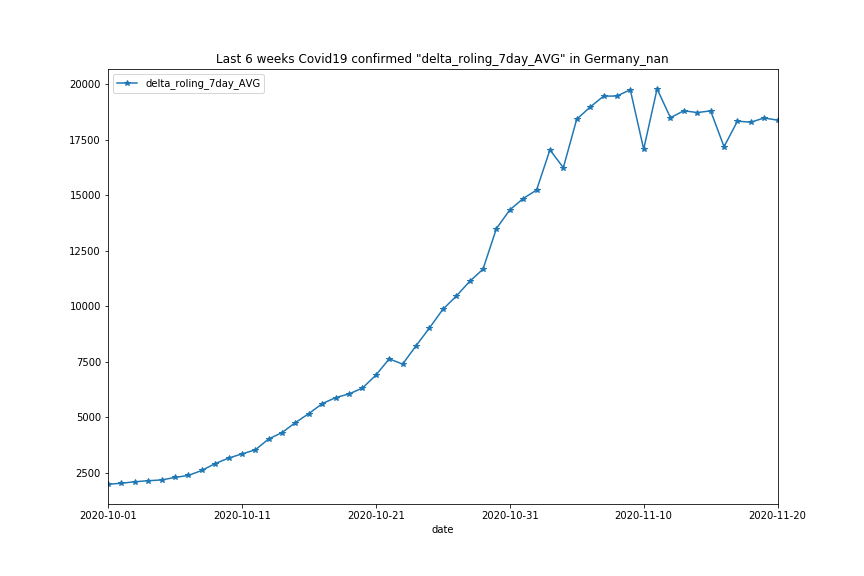 Last 6 weeks Covid19 confirmed "delta_roling_7day_AVG" in Germany_nan
delta_roling_7day_AVG
20000
17500
15000
12500
10000
7500
5000
2500
2020-10-01 2020-10-11 2020-10-21 2020-10-31 2020-11-10 2020-11-20
date